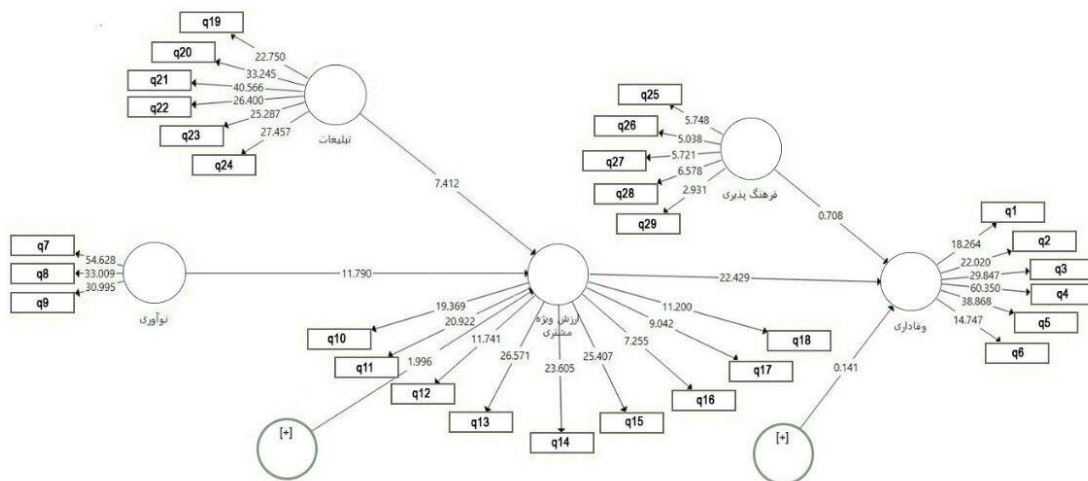 q19
q20
q21
q22
q23
q24
22.750
33.245
40.566
26.400
25.287
27.457
تبلیغات
7.412
q25
q26
q27
q28
q29
5.748
5.038
5.721
6.578
2.931
فرهنگ پذیری
0.708
q7
q8
q9
54.628
33.009
30.995
نوآوری
11.790
ارزش ویژه
مشتری
22.429
q10
q11
q12
q13
q14
q15
q16
q17
q18
19.369
20.922
11.741
26.571
23.605
25.407
7.255
9.042
11.200
1.996
[+]
q1
q2
q3
q4
q5
q6
18.264
22.020
29.847
60.350
38.868
14.747
وفاداری
0.141
[+]